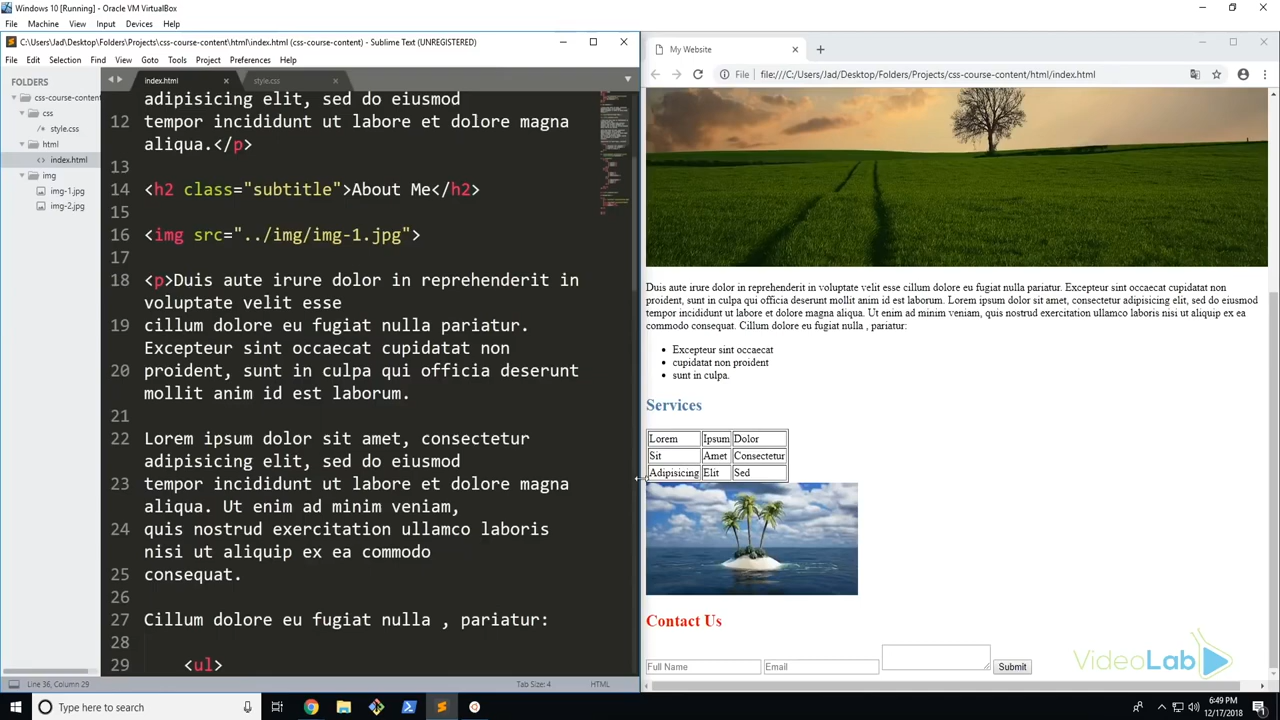 Windows 10 [Running] - Oracle VM VirtualBox
File Machine View Input Devices Help
C:\Users\Jad\Desktop\Folders\Projects\css-course-content\html\index.html (css-course-content) - Sublime Text (UNREGISTERED)
File Edit Selection Find View Goto Tools Project Preferences Help
FOLDERS
css-course-content
css
style.css
html
index.html
img
img-1.jpg
img-2.jpg
index.html
style.css
adipisicing elit, sed do eiusmod
12 tempor incididunt ut labore et dolore magna
aliqua.</p>
13
14 <h2 class="subtitle">About Me</h2>
15
16 <img src="../img/img-1.jpg">
17
18 <p>Duis aute irure dolor in reprehenderit in
voluptate velit esse
19 cillum dolore eu fugiat nulla pariatur.
Excepteur sint occaecat cupidatat non
20 proident, sunt in culpa qui officia deserunt
mollit anim id est laborum.
21
22 Lorem ipsum dolor sit amet, consectetur
adipisicing elit, sed do eiusmod
23 tempor incididunt ut labore et dolore magna
aliqua. Ut enim ad minim veniam,
24 quis nostrud exercitation ullamco laboris
nisi ut aliquip ex ea commodo
25 consequat.
26
27 Cillum dolore eu fugiat nulla , pariatur:
28
29 <ul>
Line 36, Column 29
Tab Size: 4
HTML
My Website
File file:///C:/Users/Jad/Desktop/Folders/Projects/css-course-content/html/index.html
Duis aute irure dolor in reprehenderit in voluptate velit esse cillum dolore eu fugiat nulla pariatur. Excepteur sint occaecat cupidatat non
proident, sunt in culpa qui officia deserunt mollit anim id est laborum. Lorem ipsum dolor sit amet, consectetur adipisicing elit, sed do eiusmod
tempor incididunt ut labore et dolore magna aliqua. Ut enim ad minim veniam, quis nostrud exercitation ullamco laboris nisi ut aliquip ex ea
commodo consequat. Cillum dolore eu fugiat nulla , pariatur:
Excepteur sint occaecat
cupidatat non proident
sunt in culpa.
Services
Lorem Ipsum Dolor
Sit Amet Consectetur
Adipisicing Elit Sed
Contact Us
Full Name Email Submit
VideoLab
Type here to search
6:49 PM
12/17/2018
1